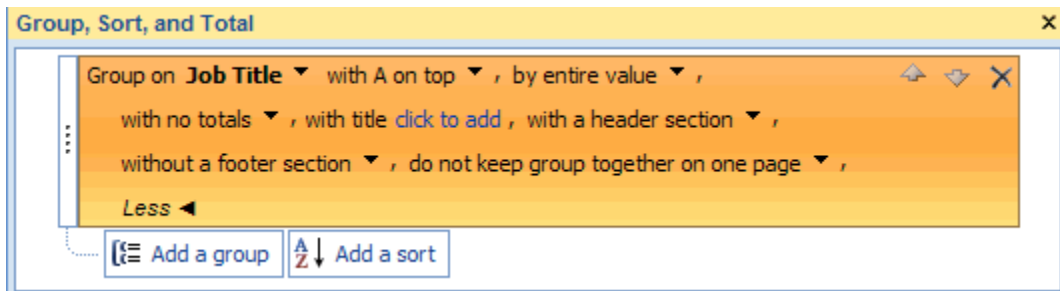 Group, Sort, and Total
Group on Job Title with A on top , by entire value ,
with no totals , with title click to add , with a header section ,
without a footer section , do not keep group together on one page ,
Less
Add a group A Z Add a sort